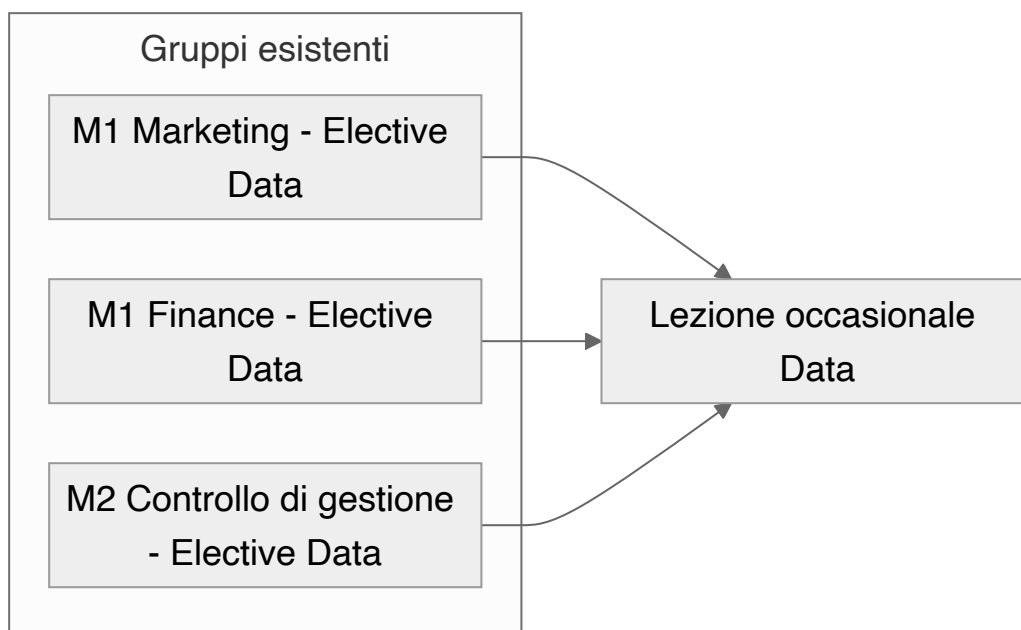 Gruppi esistenti
M1 Marketing - Elective
Data
M1 Finance - Elective
Data
M2 Controllo di gestione
- Elective Data
Lezione occasionale
Data